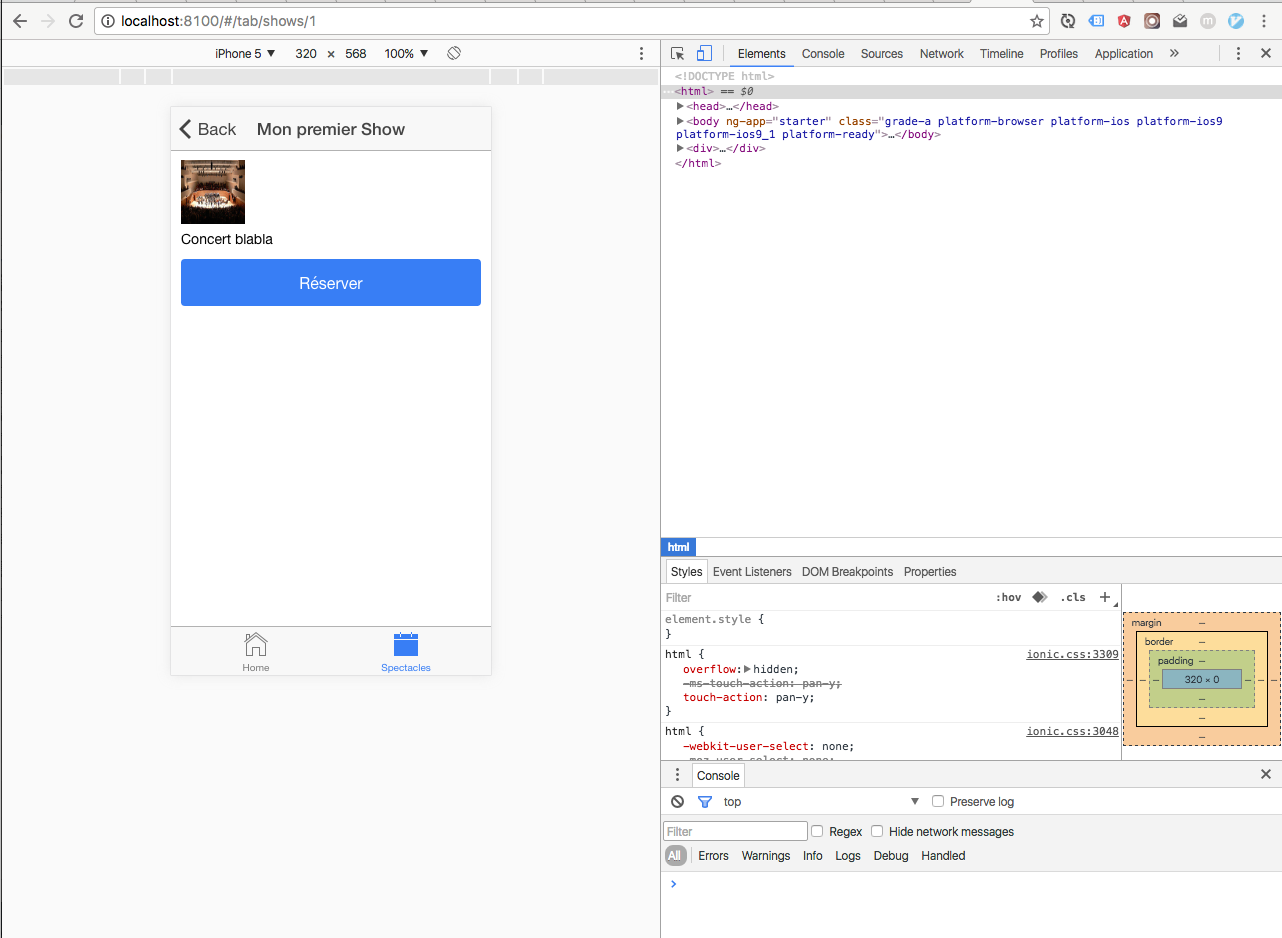 localhost:8100/#/tab/shows/1
iPhone 5 ▼ 320 × 568 100% ▼
Elements Console Sources Network Timeline Profiles Application »
<!DOCTYPE html>
…<html> == $0
▶<head>…</head>
▶<body ng-app="starter" class="grade-a platform-browser platform-ios platform-ios9
platform-ios9_1 platform-ready">…</body>
▶<div>…</div>
</html>
Back Mon premier Show
Concert blabla
Réserver
Home Spectacles
html
Styles Event Listeners DOM Breakpoints Properties
Filter :hov .cls +
element.style {
}
html { ionic.css:3309
overflow:▶hidden;
-ms-touch-action: pan-y;
touch-action: pan-y;
}
html { ionic.css:3048
-webkit-user-select: none;
-moz-user-select: none;
margin –
border –
padding –
– – – 320 × 0 – – –
–
–
–
Console
top ▼ Preserve log
Filter Regex Hide network messages
All Errors Warnings Info Logs Debug Handled
>